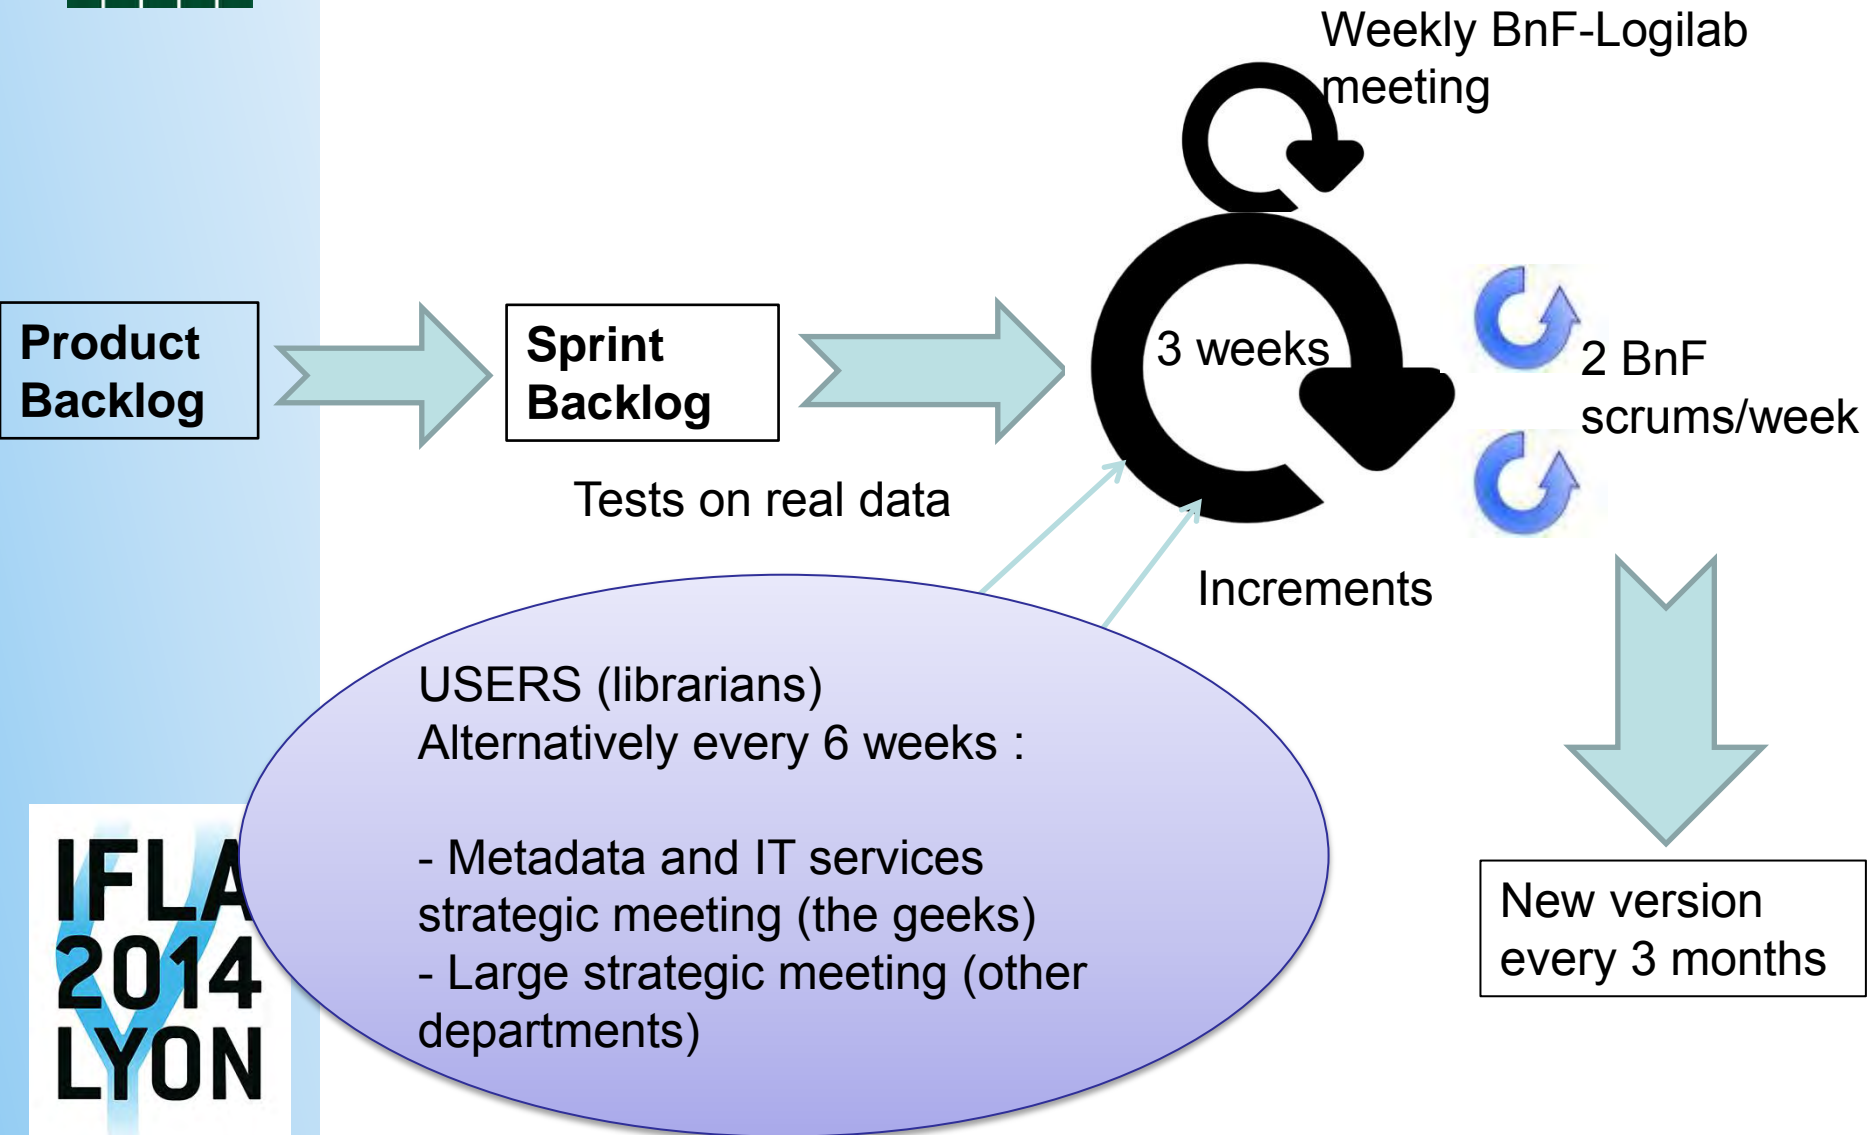 Weekly BnF-Logilab
meeting
Product
Backlog
Sprint
Backlog
3 weeks
2 BnF
scrums/week
Tests on real data
Increments
USERS (librarians)
Alternatively every 6 weeks :
- Metadata and IT services
strategic meeting (the geeks)
- Large strategic meeting (other
departments)
New version
every 3 months
IFLA
2014
LYON